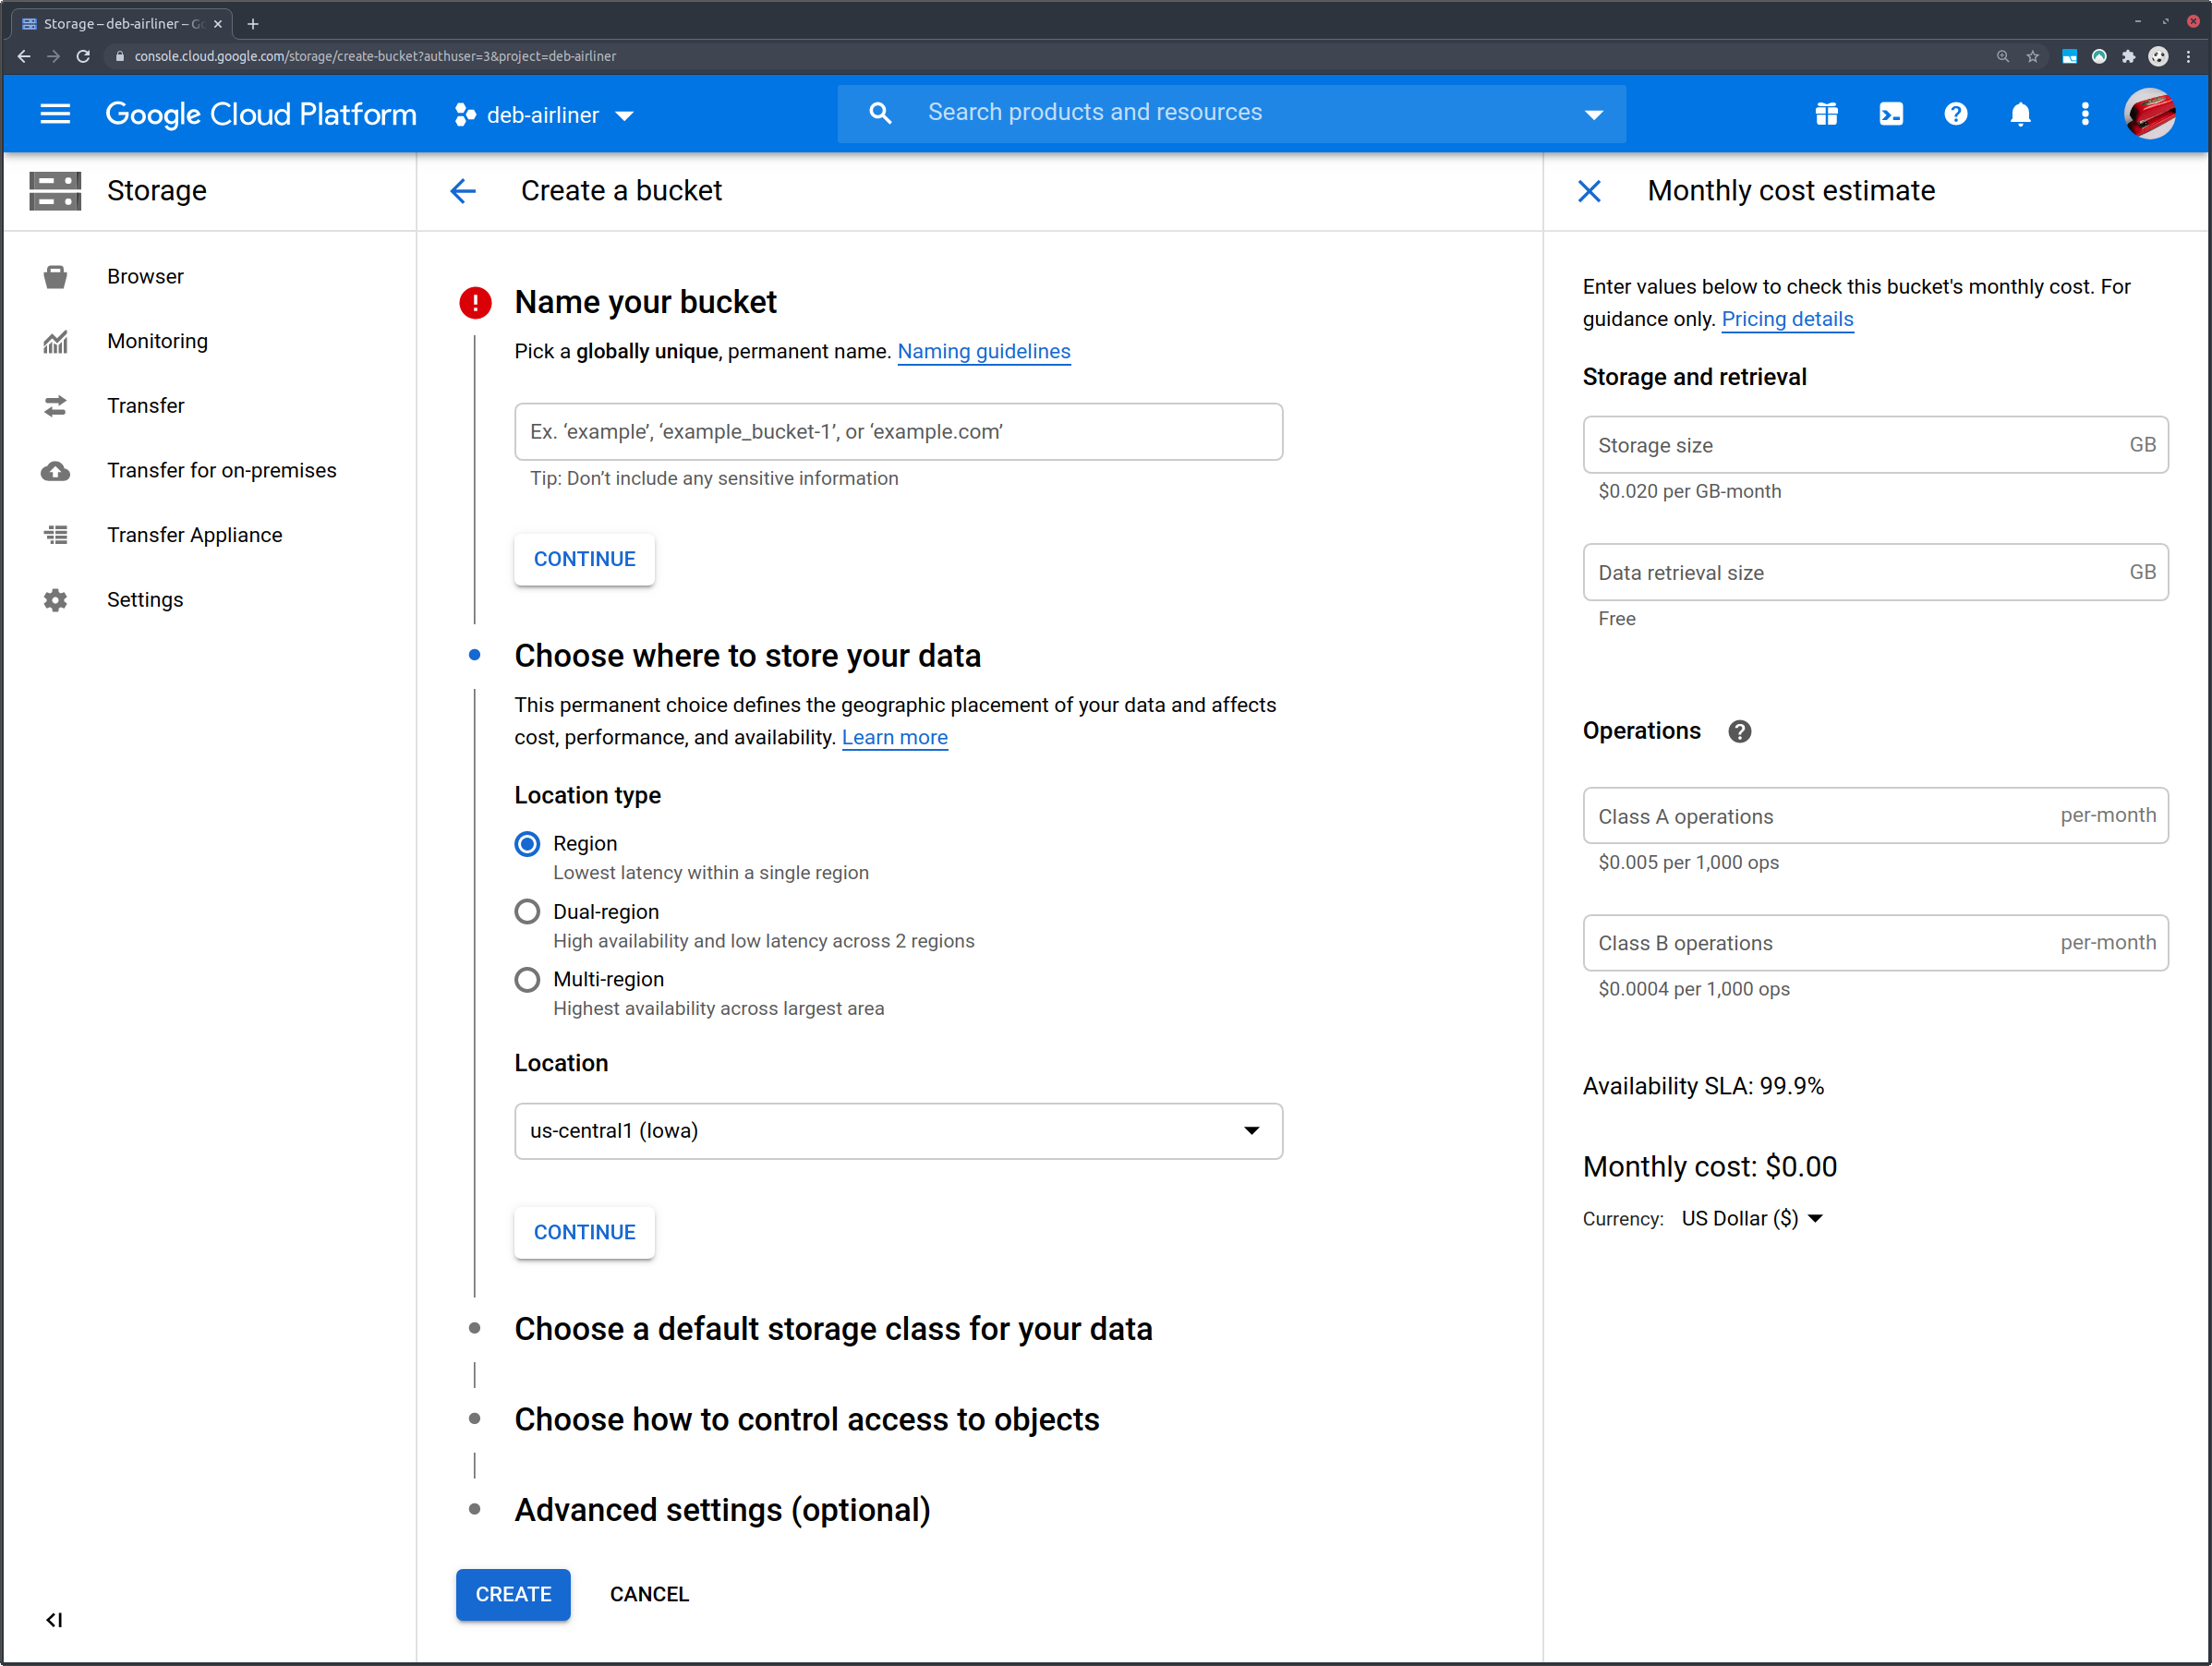 Storage – deb-airliner – Go
console.cloud.google.com/storage/create-bucket?authuser=3&project=deb-airliner
Google Cloud Platform
deb-airliner
Search products and resources
Storage
Browser
Monitoring
Transfer
Transfer for on-premises
Transfer Appliance
Settings
Create a bucket
Name your bucket
Pick a globally unique, permanent name. Naming guidelines
Ex. ‘example’, ‘example_bucket-1’, or ‘example.com’
Tip: Don’t include any sensitive information
CONTINUE
Choose where to store your data
This permanent choice defines the geographic placement of your data and affects
cost, performance, and availability. Learn more
Location type
Region
Lowest latency within a single region
Dual-region
High availability and low latency across 2 regions
Multi-region
Highest availability across largest area
Location
us-central1 (Iowa)
CONTINUE
Choose a default storage class for your data
Choose how to control access to objects
Advanced settings (optional)
CREATE
CANCEL
Monthly cost estimate
Enter values below to check this bucket's monthly cost. For
guidance only. Pricing details
Storage and retrieval
Storage size GB
$0.020 per GB-month
Data retrieval size GB
Free
Operations
Class A operations per-month
$0.005 per 1,000 ops
Class B operations per-month
$0.0004 per 1,000 ops
Availability SLA: 99.9%
Monthly cost: $0.00
Currency: US Dollar ($)